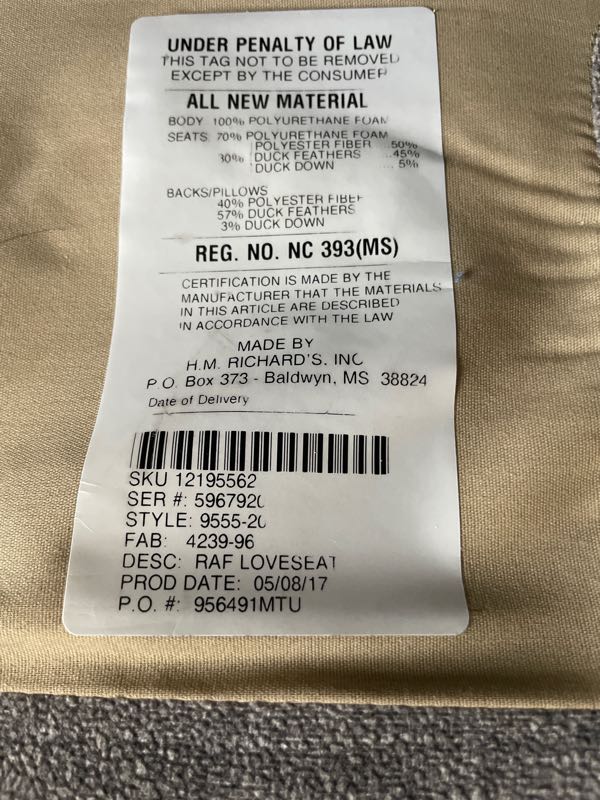 UNDER PENALTY OF LAW
THIS TAG NOT TO BE REMOVED
EXCEPT BY THE CONSUMER
ALL NEW MATERIAL
BODY 100% POLYURETHANE FOAM
SEATS 70% POLYURETHANE FOAM
POLYESTER FIBER ..50%
30% DUCK FEATHERS ..45%
DUCK DOWN ... 5%
BACKS/PILLOWS
40% POLYESTER FIBER
57% DUCK FEATHERS
3% DUCK DOWN
REG. NO. NC 393(MS)
CERTIFICATION IS MADE BY THE
MANUFACTURER THAT THE MATERIALS
IN THIS ARTICLE ARE DESCRIBED
IN ACCORDANCE WITH THE LAW
MADE BY
H.M. RICHARD'S, INC
P.O. Box 373 - Baldwyn, MS 38824
Date of Delivery
SKU 12195562
SER #: 5967920
STYLE: 9555-20
FAB: 4239-96
DESC: RAF LOVESEAT
PROD DATE: 05/08/17
P.O. #: 956491MTU